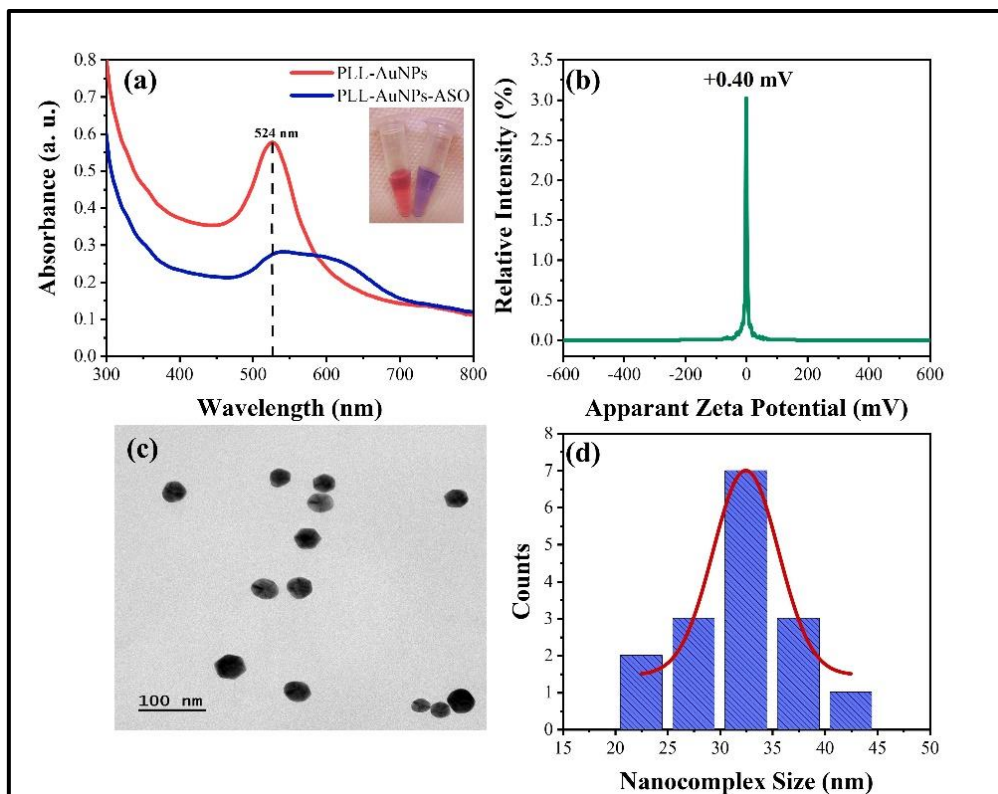 (a)
PLL-AuNPs
PLL-AuNPs-ASO
524 nm
0.8
0.7
0.6
0.5
0.4
0.3
0.2
0.1
0.0
Absorbance (a. u.)
300 400 500 600 700 800
Wavelength (nm)
(b)
+0.40 mV
3.5
3.0
2.5
2.0
1.5
1.0
0.5
0.0
Relative Intensity (%)
-600 -400 -200 0 200 400 600
Apparant Zeta Potential (mV)
(c)
100 nm
(d)
8
7
6
5
4
3
2
1
0
Counts
15 20 25 30 35 40 45 50
Nanocomplex Size (nm)